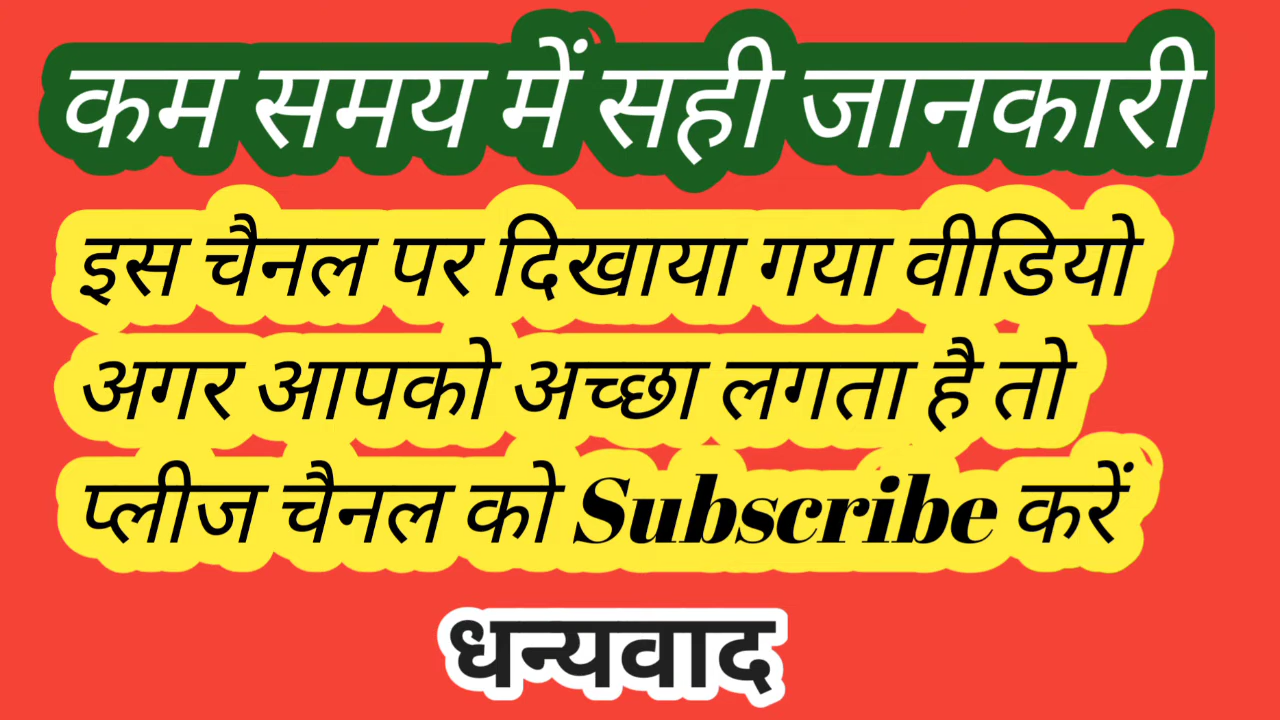 कम समय में सही जानकारी
इस चैनल पर दिखाया गया वीडियो
अगर आपको अच्छा लगता है तो
प्लीज चैनल को Subscribe करें
धन्यवाद